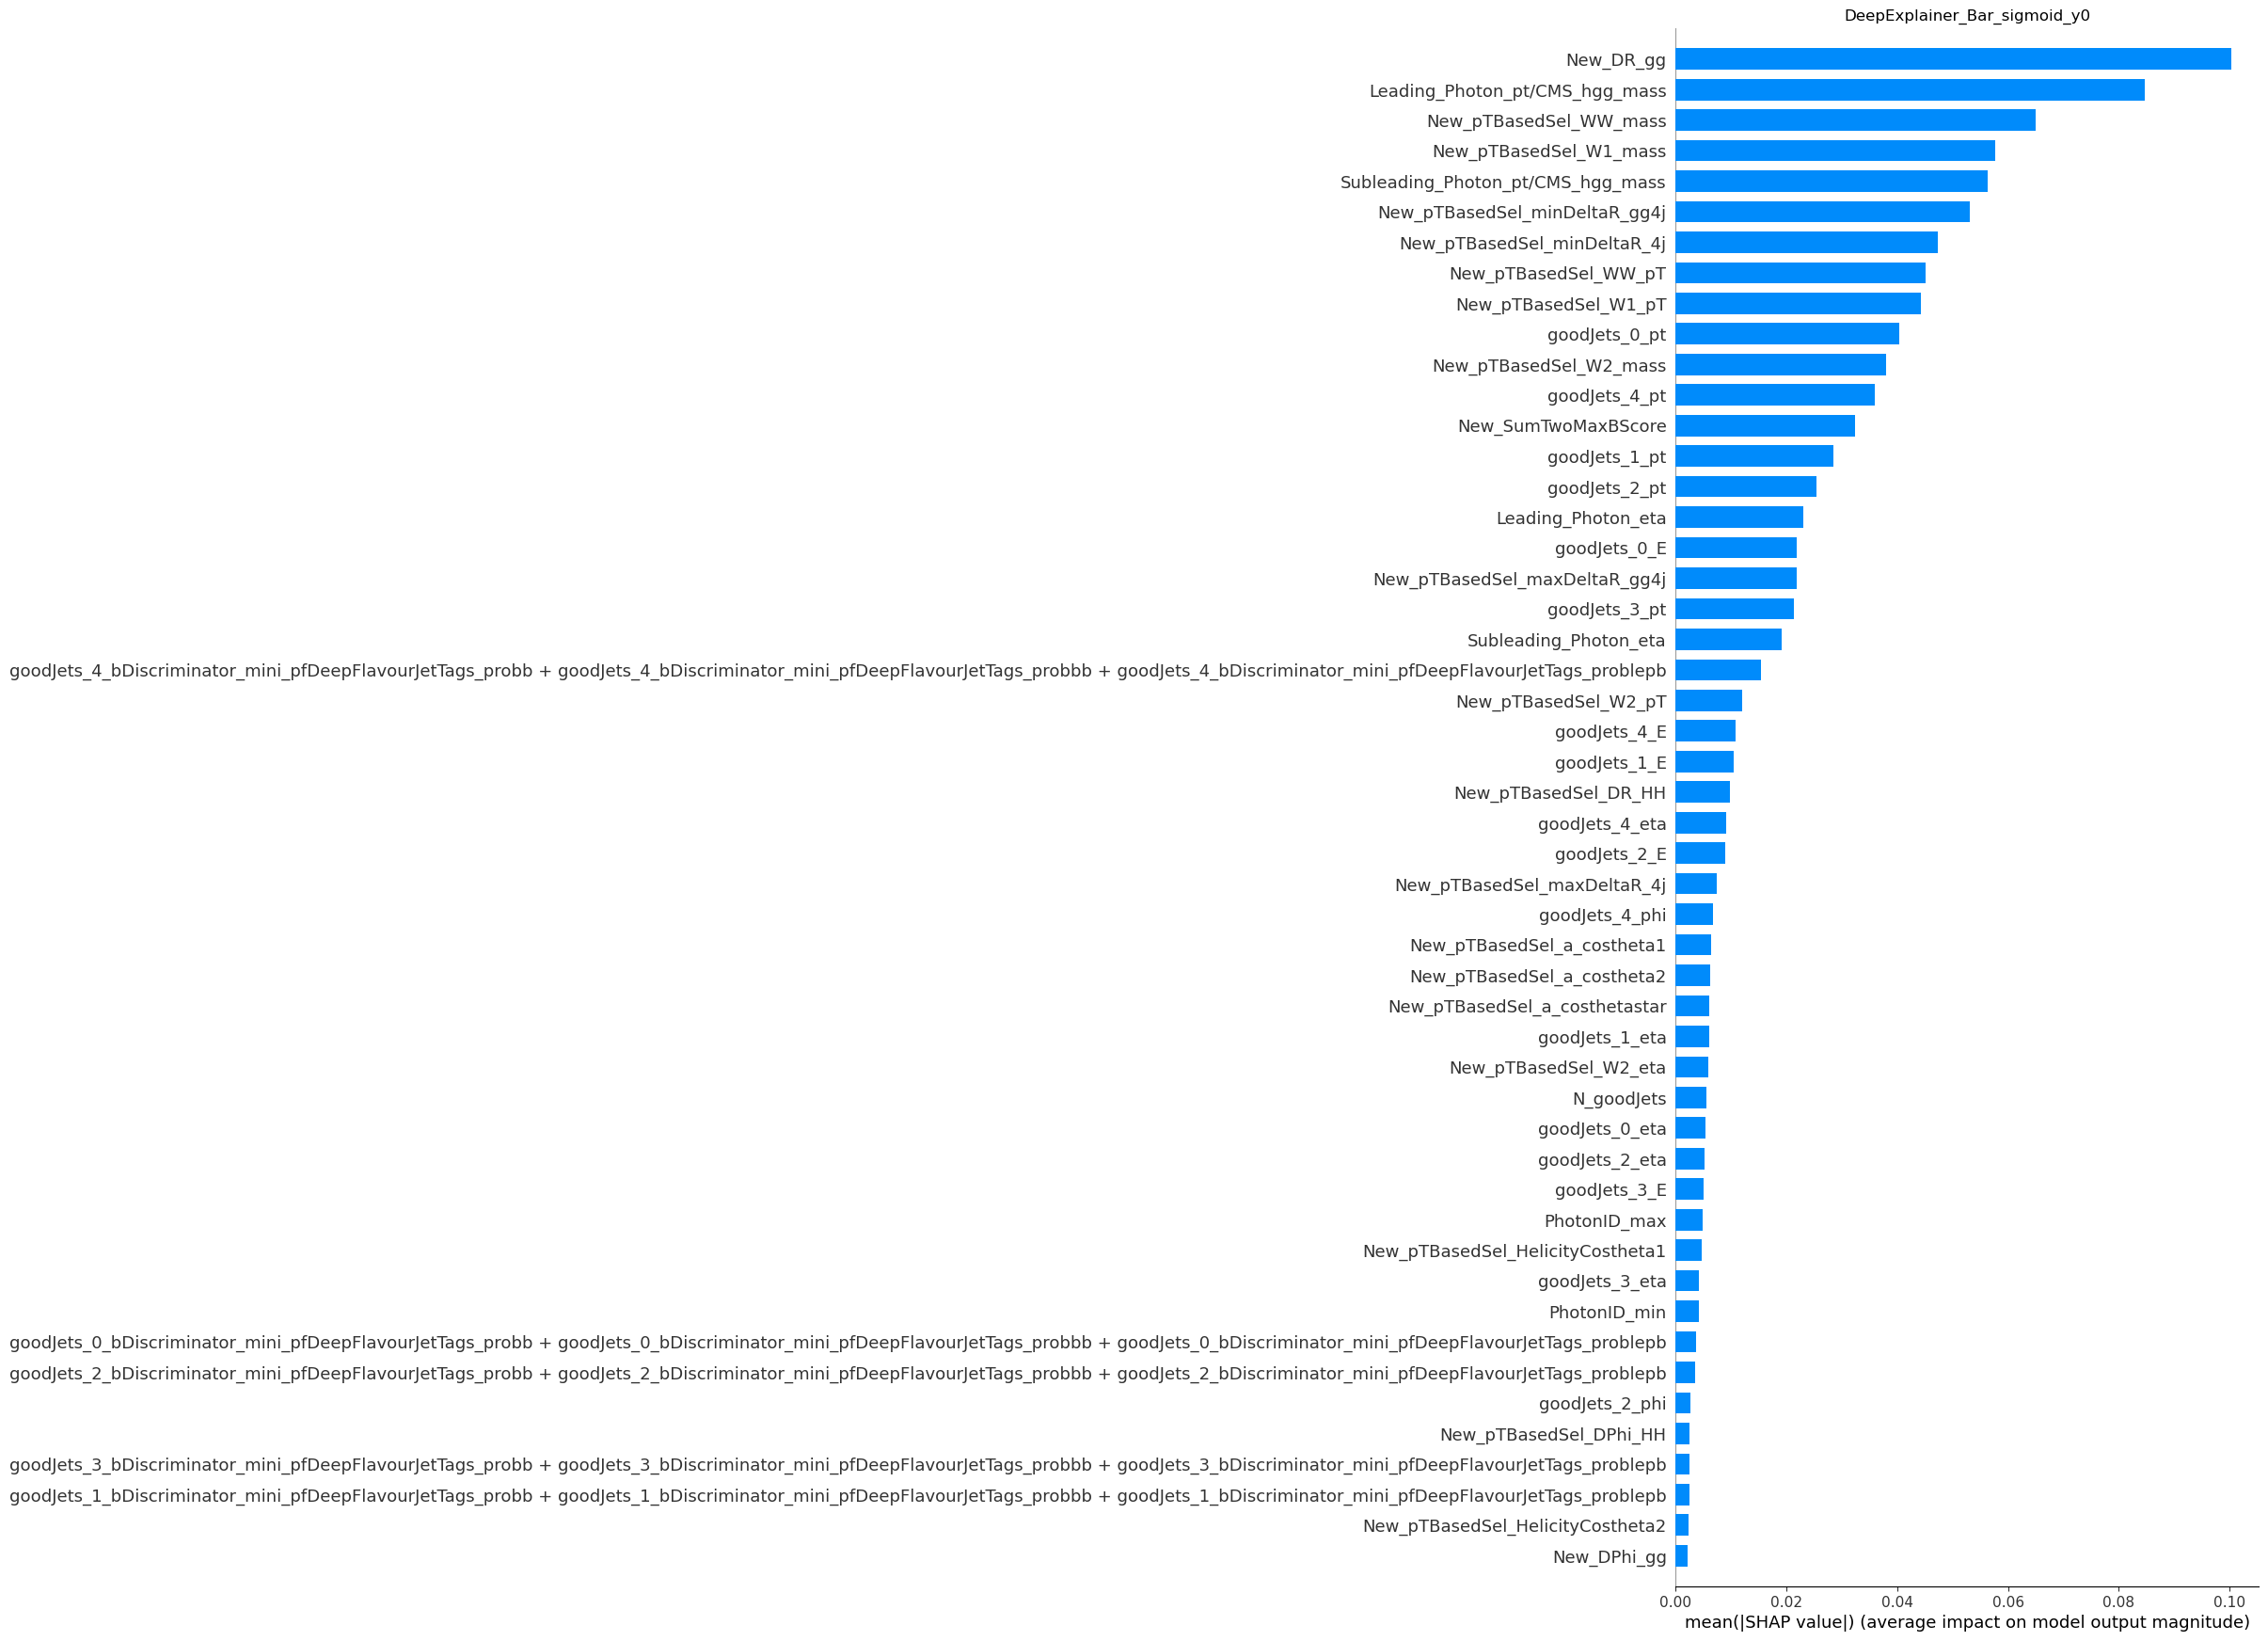 DeepExplainer_Bar_sigmoid_y0
New_DR_gg
Leading_Photon_pt/CMS_hgg_mass
New_pTBasedSel_WW_mass
New_pTBasedSel_W1_mass
Subleading_Photon_pt/CMS_hgg_mass
New_pTBasedSel_minDeltaR_gg4j
New_pTBasedSel_minDeltaR_4j
New_pTBasedSel_WW_pT
New_pTBasedSel_W1_pT
goodJets_0_pt
New_pTBasedSel_W2_mass
goodJets_4_pt
New_SumTwoMaxBScore
goodJets_1_pt
goodJets_2_pt
Leading_Photon_eta
goodJets_0_E
New_pTBasedSel_maxDeltaR_gg4j
goodJets_3_pt
Subleading_Photon_eta
goodJets_4_bDiscriminator_mini_pfDeepFlavourJetTags_probb + goodJets_4_bDiscriminator_mini_pfDeepFlavourJetTags_probbb + goodJets_4_bDiscriminator_mini_pfDeepFlavourJetTags_problepb
New_pTBasedSel_W2_pT
goodJets_4_E
goodJets_1_E
New_pTBasedSel_DR_HH
goodJets_4_eta
goodJets_2_E
New_pTBasedSel_maxDeltaR_4j
goodJets_4_phi
New_pTBasedSel_a_costheta1
New_pTBasedSel_a_costheta2
New_pTBasedSel_a_costhetastar
goodJets_1_eta
New_pTBasedSel_W2_eta
N_goodJets
goodJets_0_eta
goodJets_2_eta
goodJets_3_E
PhotonID_max
New_pTBasedSel_HelicityCostheta1
goodJets_3_eta
PhotonID_min
goodJets_0_bDiscriminator_mini_pfDeepFlavourJetTags_probb + goodJets_0_bDiscriminator_mini_pfDeepFlavourJetTags_probbb + goodJets_0_bDiscriminator_mini_pfDeepFlavourJetTags_problepb
goodJets_2_bDiscriminator_mini_pfDeepFlavourJetTags_probb + goodJets_2_bDiscriminator_mini_pfDeepFlavourJetTags_probbb + goodJets_2_bDiscriminator_mini_pfDeepFlavourJetTags_problepb
goodJets_2_phi
New_pTBasedSel_DPhi_HH
goodJets_3_bDiscriminator_mini_pfDeepFlavourJetTags_probb + goodJets_3_bDiscriminator_mini_pfDeepFlavourJetTags_probbb + goodJets_3_bDiscriminator_mini_pfDeepFlavourJetTags_problepb
goodJets_1_bDiscriminator_mini_pfDeepFlavourJetTags_probb + goodJets_1_bDiscriminator_mini_pfDeepFlavourJetTags_probbb + goodJets_1_bDiscriminator_mini_pfDeepFlavourJetTags_problepb
New_pTBasedSel_HelicityCostheta2
New_DPhi_gg
0.00 0.02 0.04 0.06 0.08 0.10
mean(|SHAP value|) (average impact on model output magnitude)